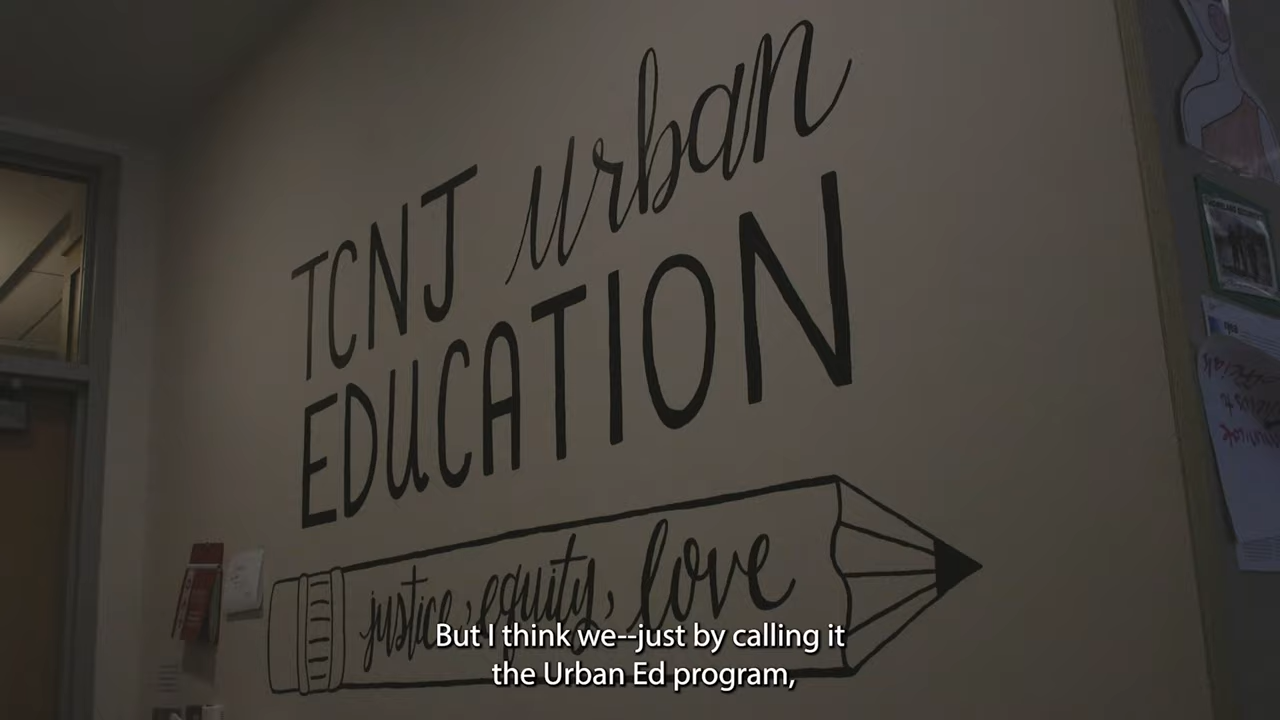 TCNJ urban
EDUCATION
justice, equity, love
But I think we--just by calling it
the Urban Ed program,